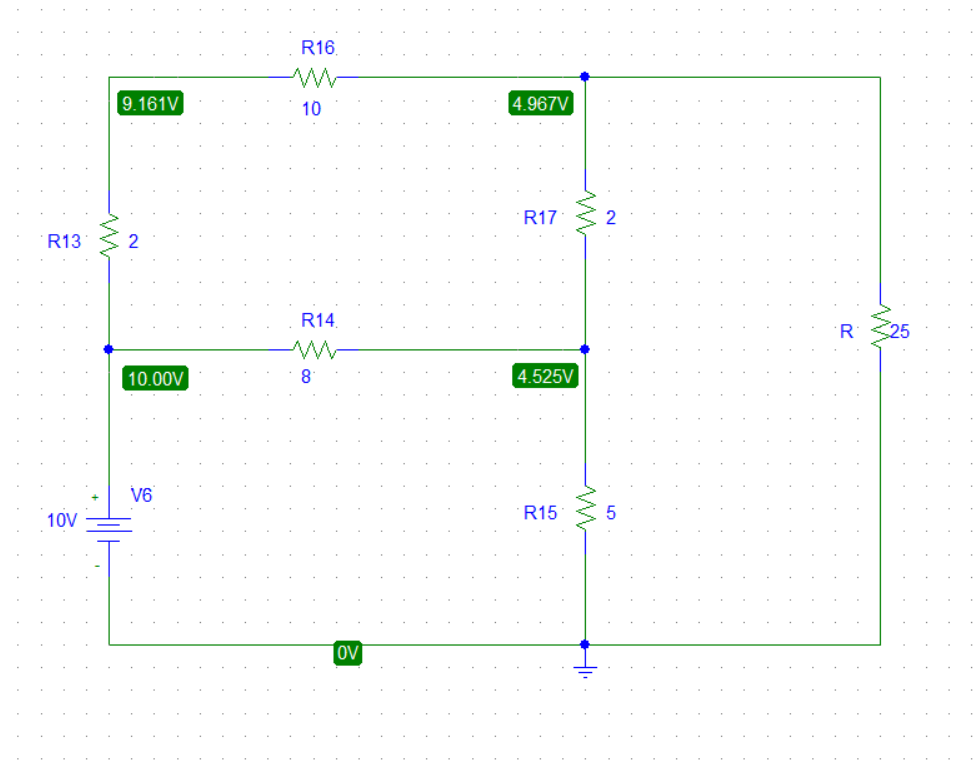 R16
9.161V
10
4.967V
R13
2
R17
2
R14
R
25
10.00V
8
4.525V
+
V6
10V
R15
5
-
0V